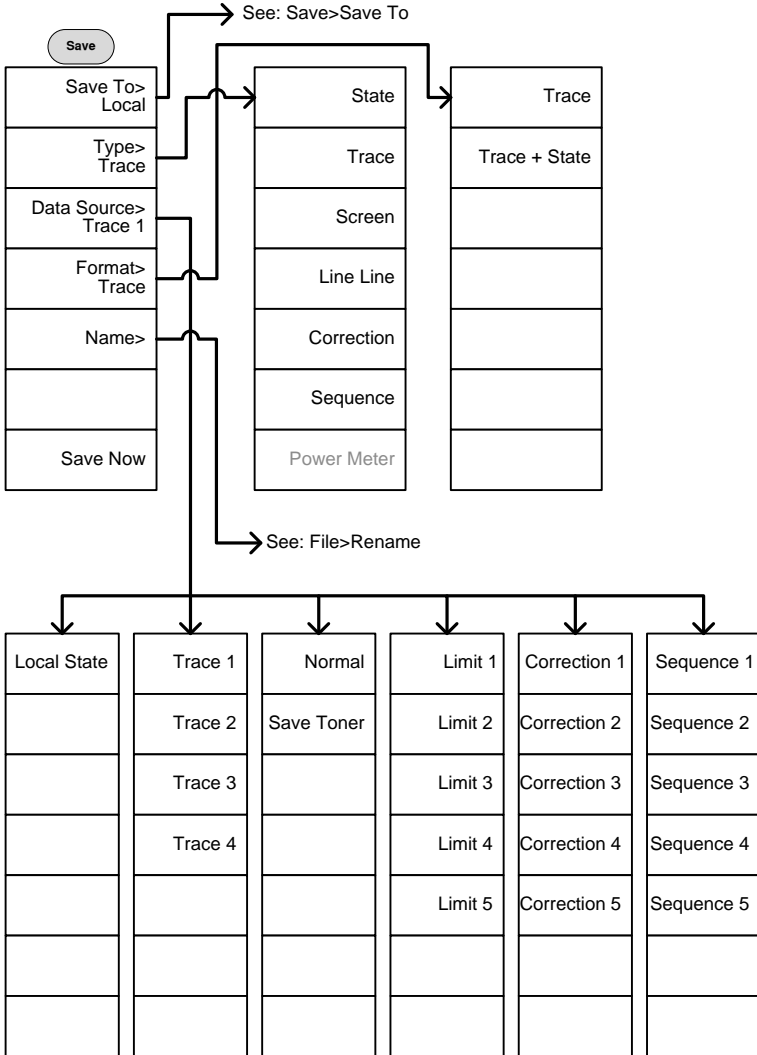 See: Save>Save To
Save
Save To>
Local
Type>
Trace
Data Source>
Trace 1
Format>
Trace
Name>
Save Now
State
Trace
Screen
Line Line
Correction
Sequence
Power Meter
Trace
Trace + State
See: File>Rename
Local State
Trace 1
Trace 2
Trace 3
Trace 4
Normal
Save Toner
Limit 1
Limit 2
Limit 3
Limit 4
Limit 5
Correction 1
Correction 2
Correction 3
Correction 4
Correction 5
Sequence 1
Sequence 2
Sequence 3
Sequence 4
Sequence 5